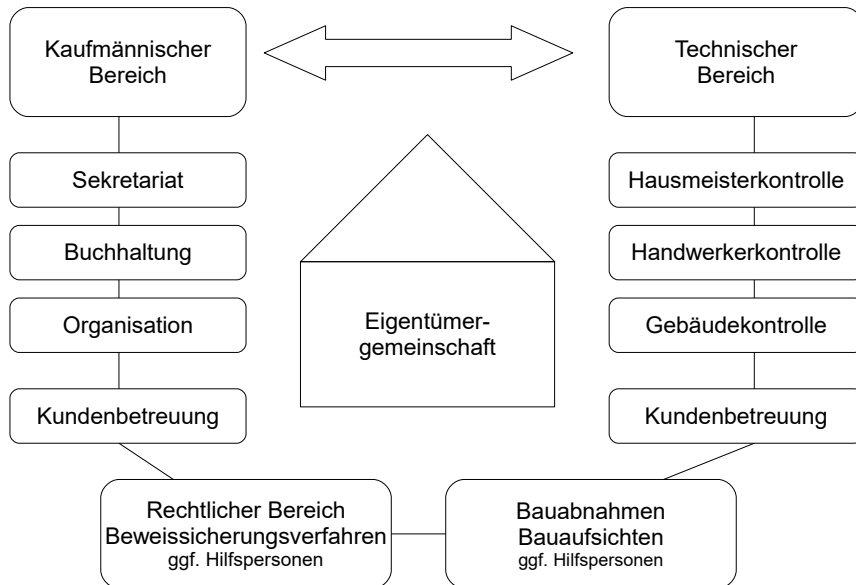 Kaufmännischer
Bereich
Technischer
Bereich
Sekretariat
Hausmeisterkontrolle
Buchhaltung
Handwerkerkontrolle
Organisation
Eigentümer-
gemeinschaft
Gebäudekontrolle
Kundenbetreuung
Kundenbetreuung
Rechtlicher Bereich
Beweissicherungsverfahren
ggf. Hilfspersonen
Bauabnahmen
Bauaufsichten
ggf. Hilfspersonen